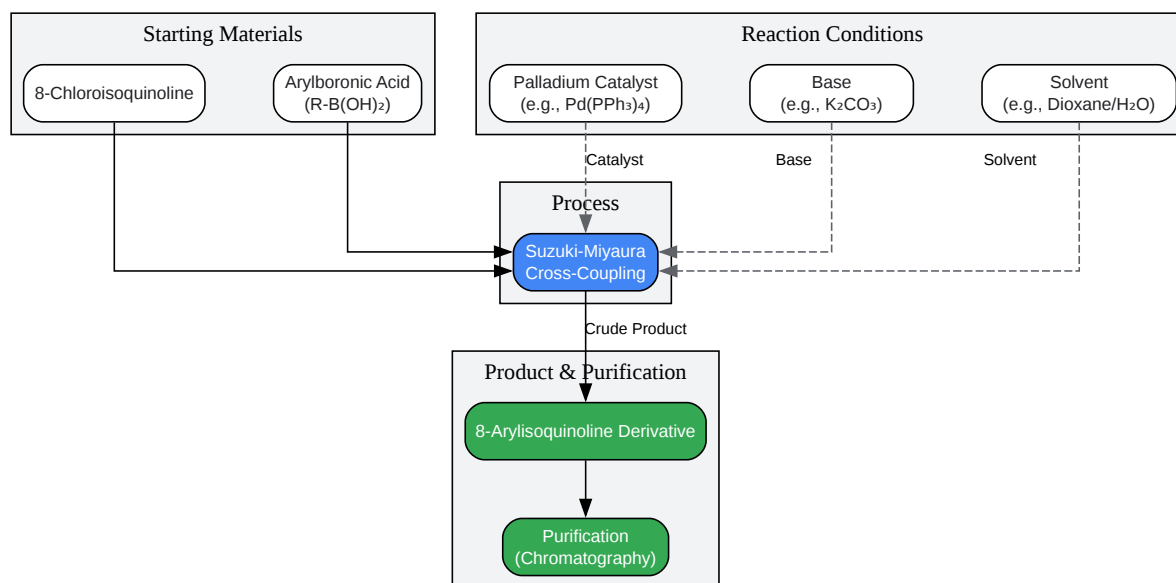 Starting Materials
8-Chloroisoquinoline
Arylboronic Acid
(R-B(OH)₂)
Reaction Conditions
Palladium Catalyst
(e.g., Pd(PPh₃)₄)
Base
(e.g., K₂CO₃)
Solvent
(e.g., Dioxane/H₂O)
Catalyst
Base
Solvent
Process
Suzuki-Miyaura
Cross-Coupling
Crude Product
Product & Purification
8-Arylisoquinoline Derivative
Purification
(Chromatography)